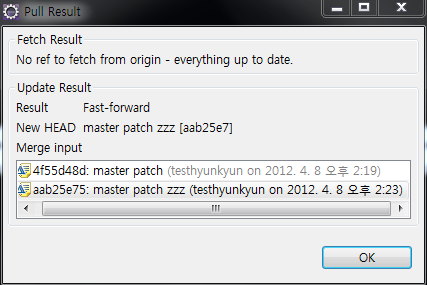 Pull Result
Fetch Result
No ref to fetch from origin - everything up to date.
Update Result
Result Fast-forward
New HEAD master patch zzz [aab25e7]
Merge input
4f55d48d: master patch (testhyunkyun on 2012. 4. 8 오후 2:19)
aab25e75: master patch zzz (testhyunkyun on 2012. 4. 8 오후 2:23)
OK